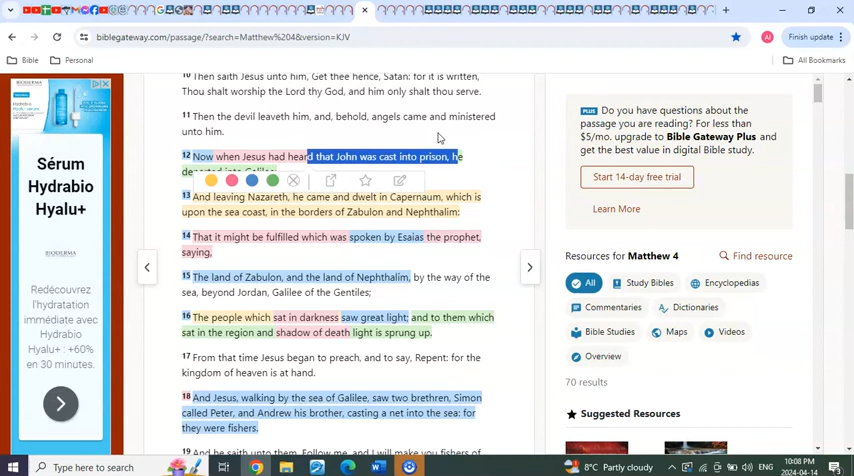 Finish update
biblegateway.com/passage/?search=Matthew%204&version=KJV
Bible
Personal
All Bookmarks
10 Then saith Jesus unto him, Get thee hence, Satan: for it is written,
Thou shalt worship the Lord thy God, and him only shalt thou serve.
11 Then the devil leaveth him, and, behold, angels came and ministered
unto him.
12 Now when Jesus had heard that John was cast into prison, he
13 And leaving Nazareth, he came and dwelt in Capernaum, which is
upon the sea coast, in the borders of Zabulon and Nephthalim:
14 That it might be fulfilled which was spoken by Esaias the prophet,
saying,
15 The land of Zabulon, and the land of Nephthalim, by the way of the
sea, beyond Jordan, Galilee of the Gentiles;
16 The people which sat in darkness saw great light; and to them which
sat in the region and shadow of death light is sprung up.
17 From that time Jesus began to preach, and to say, Repent: for the
kingdom of heaven is at hand.
18 And Jesus, walking by the sea of Galilee, saw two brethren, Simon
called Peter, and Andrew his brother, casting a net into the sea: for
they were fishers.
19 And he saith unto them, Follow me, and I will make you fishers of
BIODERMA
Sérum
Hydrabio
Hyalu+
BIODERMA
Redécouvrez
l'hydratation
immédiate avec
Hydrabio
Hyalu+ : +60%
en 30 minutes.
PLUS Do you have questions about the
passage you are reading? For less than
$5/mo. upgrade to Bible Gateway Plus and
get the best value in digital Bible study.
Start 14-day free trial
Learn More
Resources for Matthew 4
Find resource
All
Study Bibles
Encyclopedias
Commentaries
Dictionaries
Bible Studies
Maps
Videos
Overview
70 results
Suggested Resources
Type here to search
8°C Partly cloudy
10:08 PM
2024-04-14